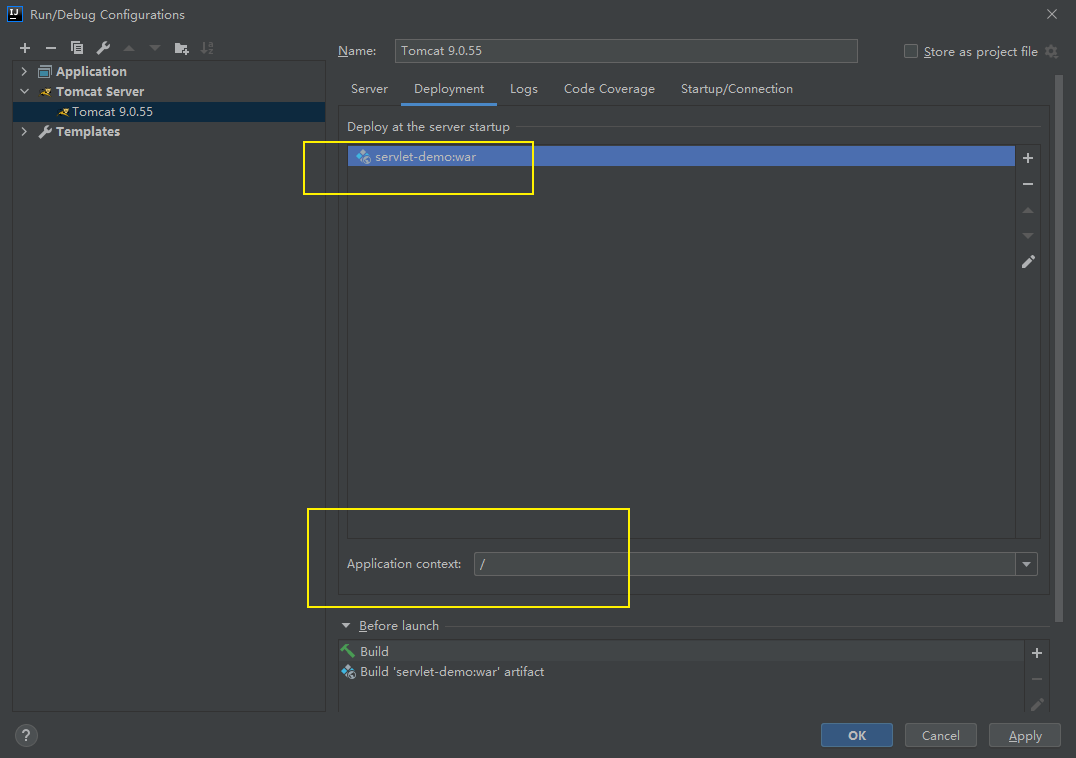 Run/Debug Configurations
Name: Tomcat 9.0.55
Store as project file
Application
Tomcat Server
Tomcat 9.0.55
Templates
Server Deployment Logs Code Coverage Startup/Connection
Deploy at the server startup
servlet-demo:war
Application context: /
Before launch
Build
Build 'servlet-demo:war' artifact
?
OK Cancel Apply